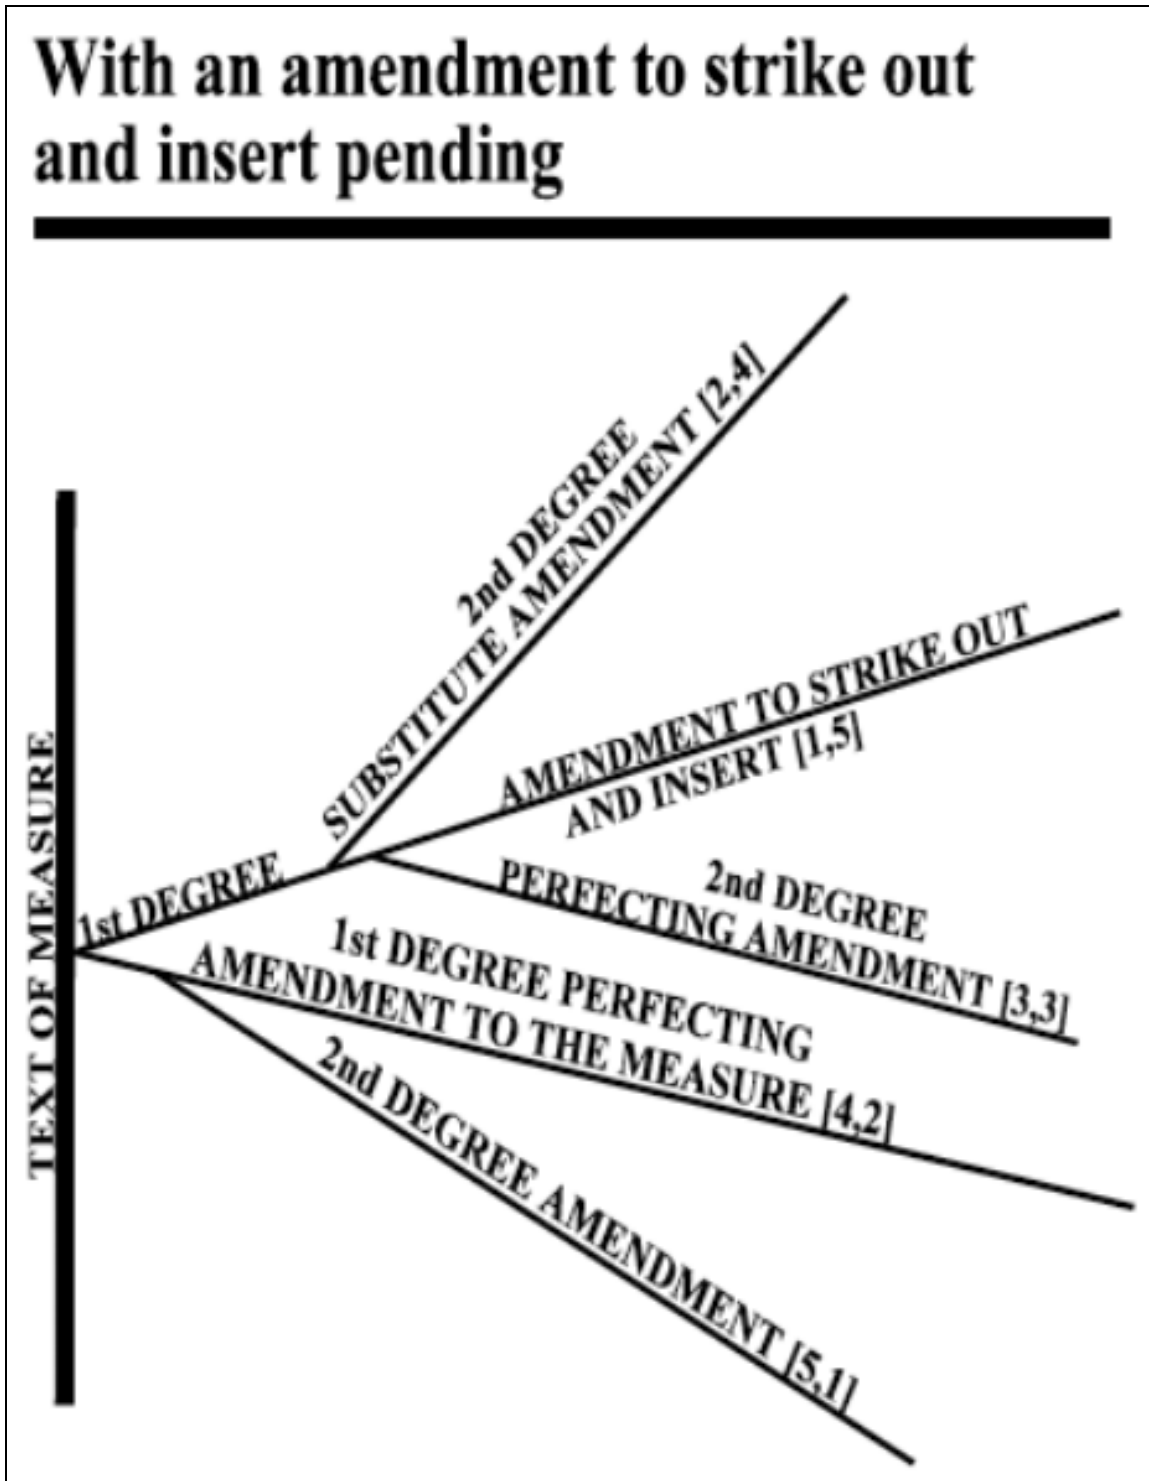 With an amendment to strike out
and insert pending
TEXT OF MEASURE
2nd DEGREE
SUBSTITUTE AMENDMENT [2,4]
1st DEGREE
AMENDMENT TO STRIKE OUT
AND INSERT [1,5]
2nd DEGREE
PERFECTING AMENDMENT [3,3]
1st DEGREE PERFECTING
AMENDMENT TO THE MEASURE [4,2]
2nd DEGREE AMENDMENT [5,1]